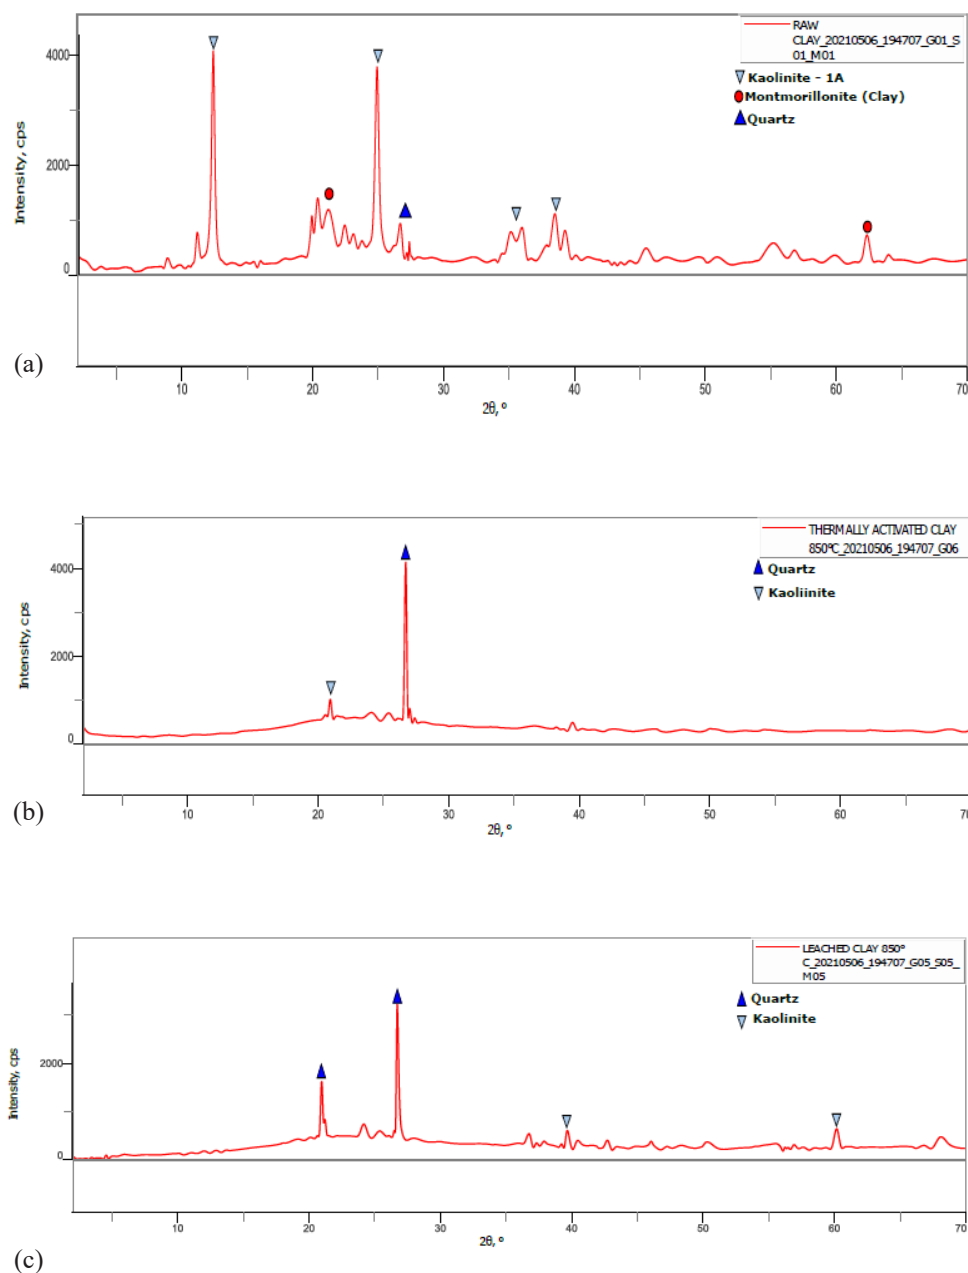 RAW
CLAY_20210506_194707_G01_S
01_M01
Kaolinite - 1A
Montmorillonite (Clay)
Quartz
Intensity, cps
4000
2000
0
10 20 30 40 50 60 70
2θ, °
(a)
THERMALLY ACTIVATED CLAY
850°C_20210506_194707_G06
Quartz
Kaoliinite
Intensity, cps
4000
2000
0
10 20 30 40 50 60 70
2θ, °
(b)
LEACHED CLAY 850°
C_20210506_194707_G05_S05_
M05
Quartz
Kaolinite
Intensity, cps
2000
0
10 20 30 40 50 60 70
2θ, °
(c)